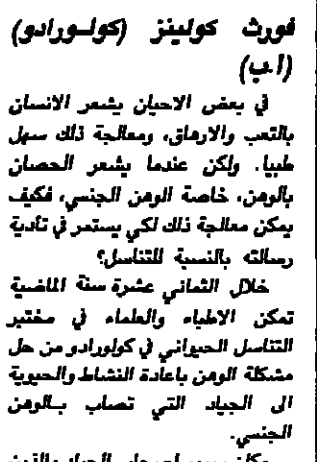 فورث كولينز (كولـورادو)
(أ.ب)
في بعض الاحيان يشعر الانسان
بالتعب والارهاق، ومعالجة ذلك سهل
طبيا. ولكن عندما يشعر الحصان
بالوهن، خاصة الوهن الجنسي، فكيف
يمكن معالجة ذلك لكي يستمر في تأدية
رسالته بالنسبة للتناسل؟
خلال الثماني عشرة سنة الماضية
تمكن الاطباء والعلماء في مختبر
التناسل الحيواني في كولورادو من حل
مشكلة الوهن باعادة النشاط والحيوية
الى الجياد التي تصاب بـالوهن
الجنسي.